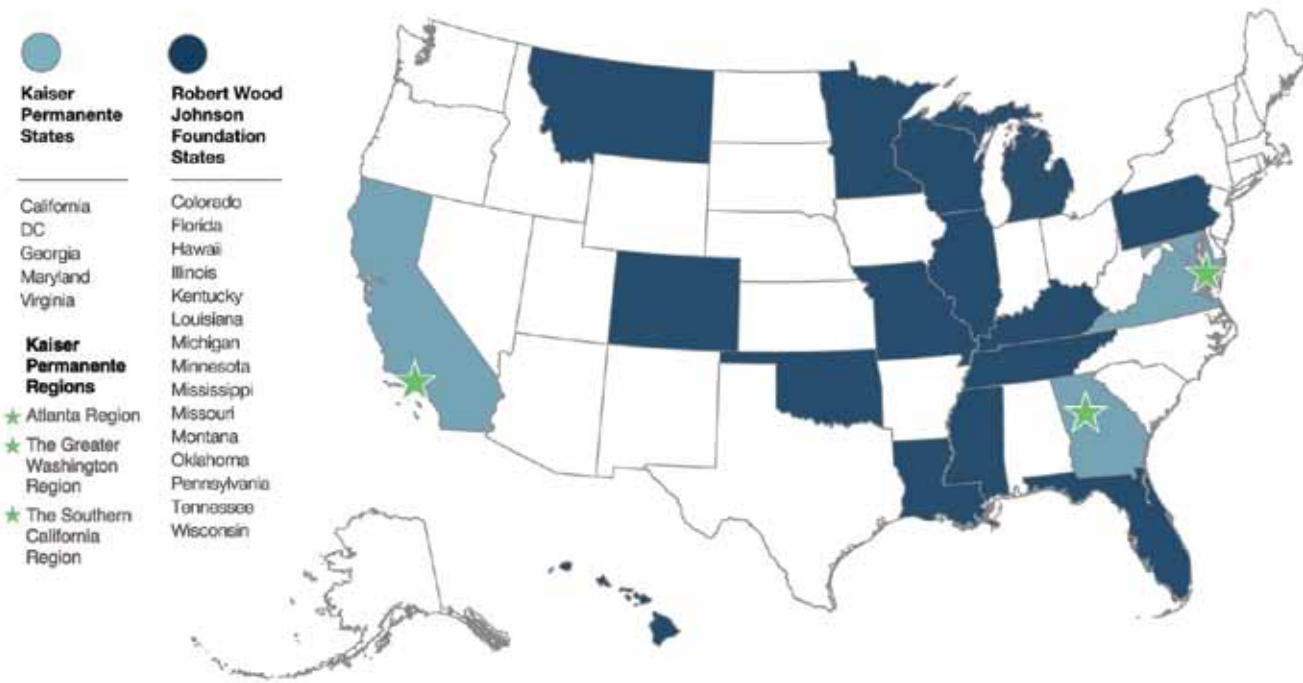 Kaiser
Permanente
States
California
DC
Georgia
Maryland
Virginia
Kaiser
Permanente
Regions
Atlanta Region
The Greater
Washington
Region
The Southern
California
Region
Robert Wood
Johnson
Foundation
States
Colorado
Florida
Hawaii
Illinois
Kentucky
Louisiana
Michigan
Minnesota
Mississippi
Missouri
Montana
Oklahoma
Pennsylvania
Tennessee
Wisconsin